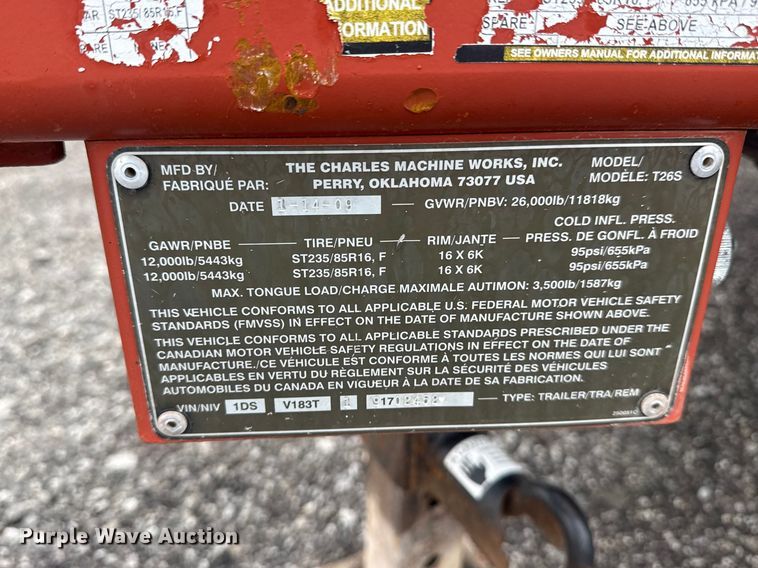 ADDITIONAL
FORMATION
AR ST235/85R16,F
SPARE
SEE ABOVE
SEE OWNERS MANUAL FOR ADDITIONAL INFORMAT
MFD BY/ THE CHARLES MACHINE WORKS, INC. MODEL/
FABRIQUÉ PAR: PERRY, OKLAHOMA 73077 USA MODÈLE: T26S
DATE 1-14-09 GVWR/PNBV: 26,000lb/11818kg
COLD INFL. PRESS.
GAWR/PNBE TIRE/PNEU RIM/JANTE PRESS. DE GONFL. À FROID
12,000lb/5443kg ST235/85R16, F 16 X 6K 95psi/655kPa
12,000lb/5443kg ST235/85R16, F 16 X 6K 95psi/655kPa
MAX. TONGUE LOAD/CHARGE MAXIMALE AUTIMON: 3,500lb/1587kg
THIS VEHICLE CONFORMS TO ALL APPLICABLE U.S. FEDERAL MOTOR VEHICLE SAFETY
STANDARDS (FMVSS) IN EFFECT ON THE DATE OF MANUFACTURE SHOWN ABOVE.
THIS VEHICLE CONFORMS TO ALL APPLICABLE STANDARDS PRESCRIBED UNDER THE
CANADIAN MOTOR VEHICLE SAFETY REGULATIONS IN EFFECT ON THE DATE OF
MANUFACTURE./CE VÉHICULE EST CONFORME À TOUTES LES NORMES QUI LUI SONT
APPLICABLES EN VERTU DU RÈGLEMENT SUR LA SÉCURITÉ DES VÉHICULES
AUTOMOBILES DU CANADA EN VIGUEUR À LA DATE DE SA FABRICATION.
VIN/NIV 1DS V183T 1 TYPE: TRAILER/TRA/REM
Purple Wave Auction